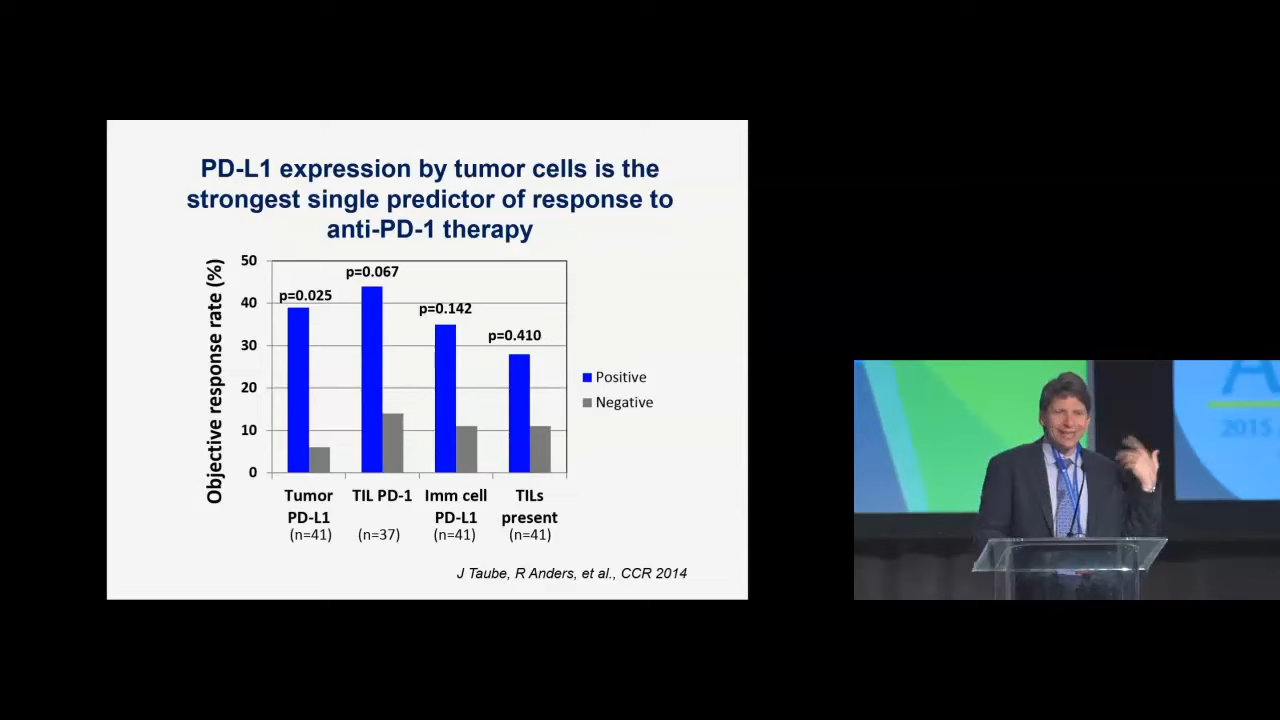 PD-L1 expression by tumor cells is the
strongest single predictor of response to
anti-PD-1 therapy
Objective response rate (%)
50
40
30
20
10
0
p=0.025
p=0.067
p=0.142
p=0.410
Positive
Negative
Tumor
PD-L1
(n=41)
TIL PD-1
(n=37)
Imm cell
PD-L1
(n=41)
TILs
present
(n=41)
J Taube, R Anders, et al., CCR 2014
A
2015